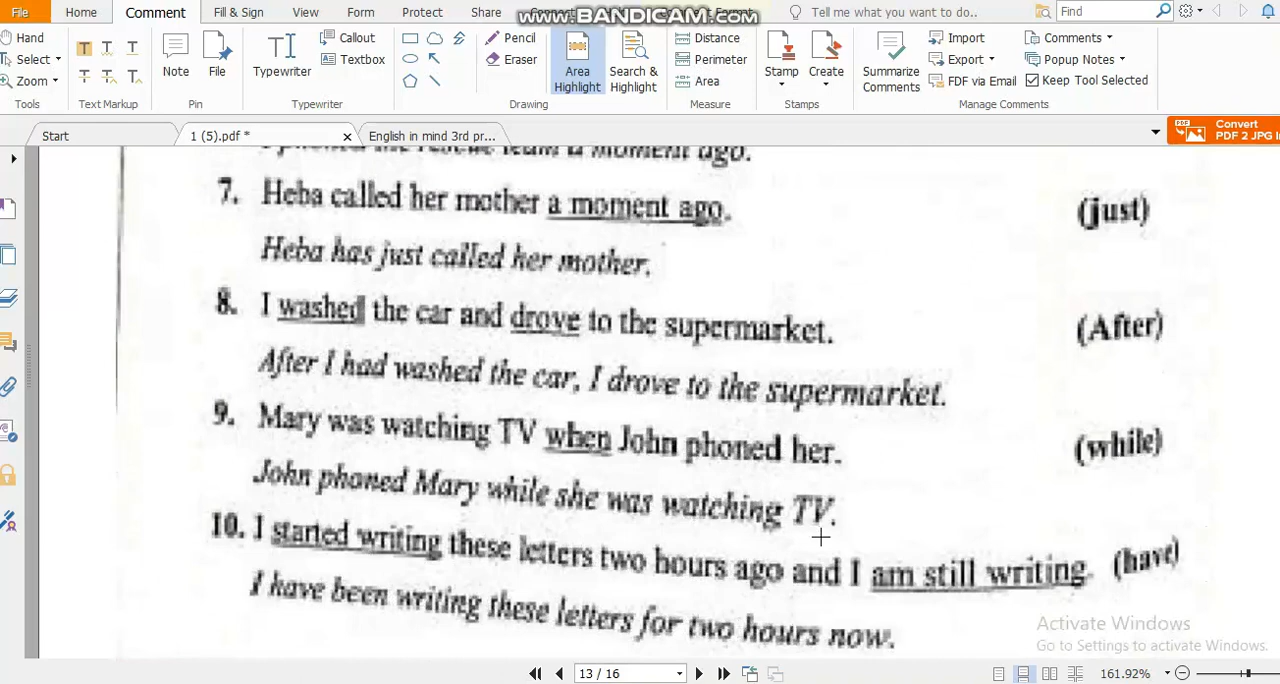 File Home Comment Fill & Sign View Form Protect Share Tell me what you want to do.. Find
www.BANDICAM.com
Hand Select Zoom Tools
Text Markup
Note File Pin
Typewriter Callout Textbox Typewriter
Pencil Eraser Area Highlight Search & Highlight Drawing
Distance Perimeter Area Measure
Stamp Create Stamps
Summarize Comments Import Export FDF via Email Comments Popup Notes Keep Tool Selected Manage Comments
Start 1 (5).pdf * English in mind 3rd pr... Convert PDF 2 JPG
I phoned the rescue team a moment ago.
7. Heba called her mother a moment ago. (just)
Heba has just called her mother.
8. I washed the car and drove to the supermarket. (After)
After I had washed the car, I drove to the supermarket.
9. Mary was watching TV when John phoned her. (while)
John phoned Mary while she was watching TV.
10. I started writing these letters two hours ago and I am still writing. (have)
I have been writing these letters for two hours now.
Activate Windows
Go to Settings to activate Windows.
13 / 16 161.92%